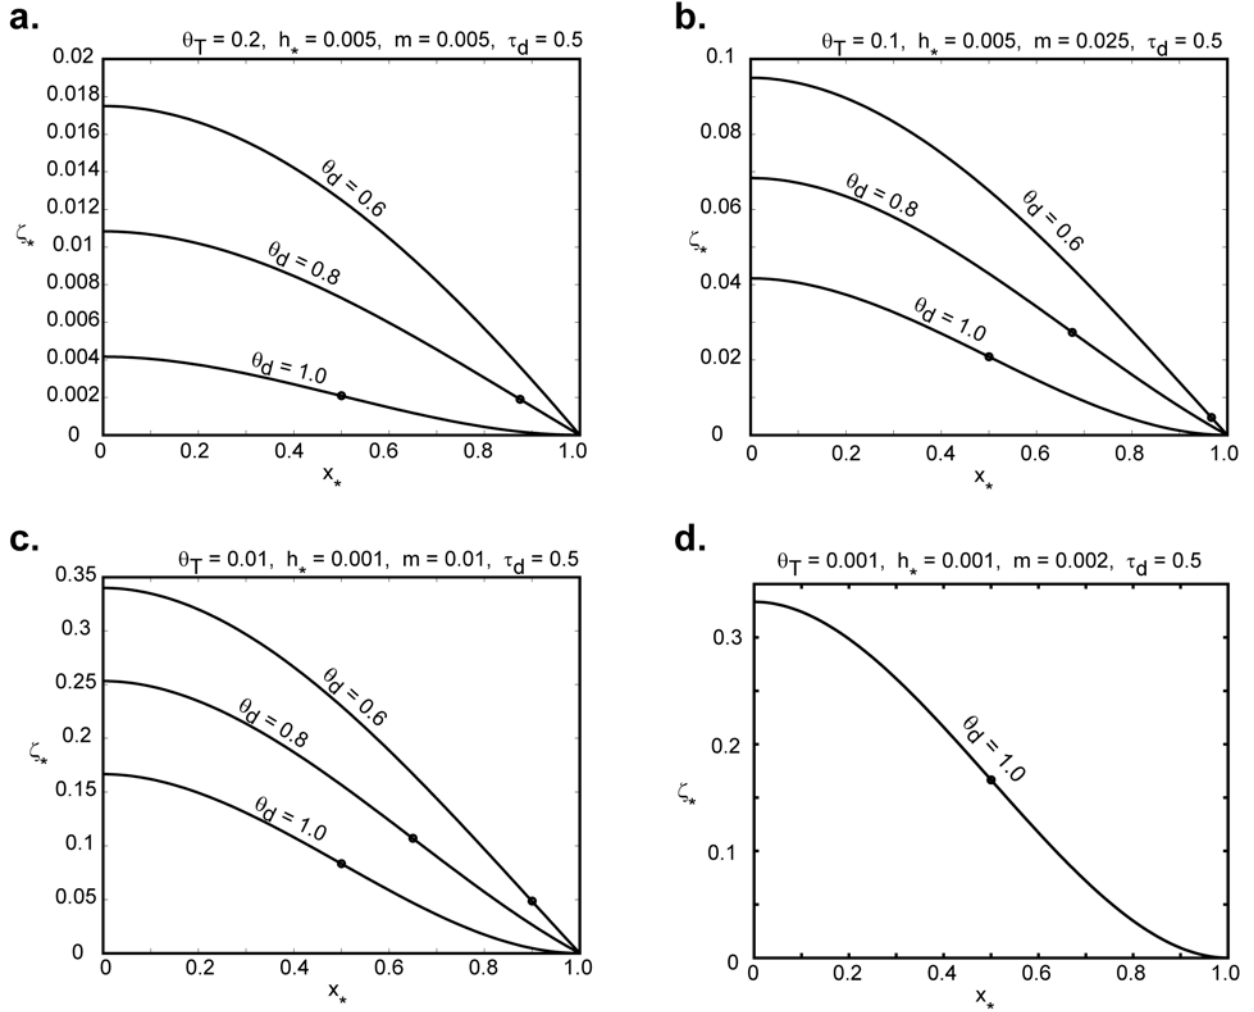 a.
θT = 0.2, h* = 0.005, m = 0.005, τd = 0.5
0.02
0.018
0.016
0.014
0.012
0.01
0.008
0.006
0.004
0.002
0
ζ*
θd = 0.6
θd = 0.8
θd = 1.0
0 0.2 0.4 0.6 0.8 1.0
x*
b.
θT = 0.1, h* = 0.005, m = 0.025, τd = 0.5
0.1
0.08
0.06
0.04
0.02
0
ζ*
θd = 0.6
θd = 0.8
θd = 1.0
0 0.2 0.4 0.6 0.8 1.0
x*
c.
θT = 0.01, h* = 0.001, m = 0.01, τd = 0.5
0.35
0.3
0.25
0.2
0.15
0.1
0.05
0
ζ*
θd = 0.6
θd = 0.8
θd = 1.0
0 0.2 0.4 0.6 0.8 1.0
x*
d.
θT = 0.001, h* = 0.001, m = 0.002, τd = 0.5
0.3
0.2
0.1
0
ζ*
θd = 1.0
0 0.2 0.4 0.6 0.8 1.0
x*